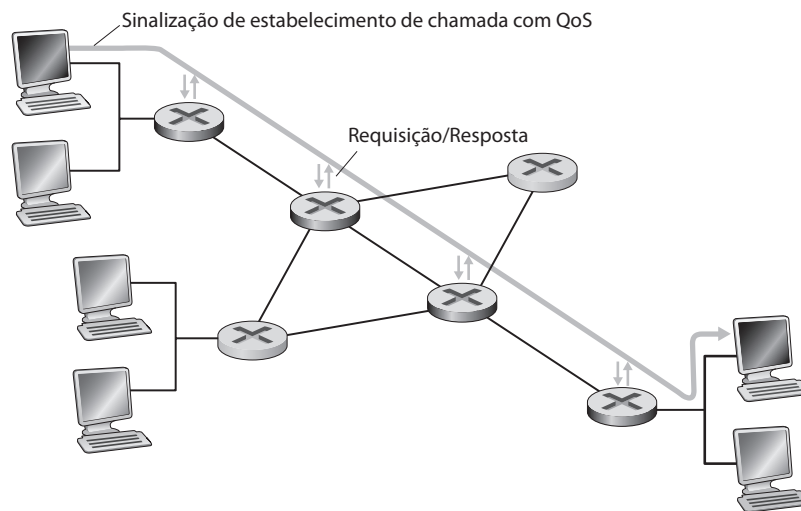 Sinalização de estabelecimento de chamada com QoS
Requisição/Resposta